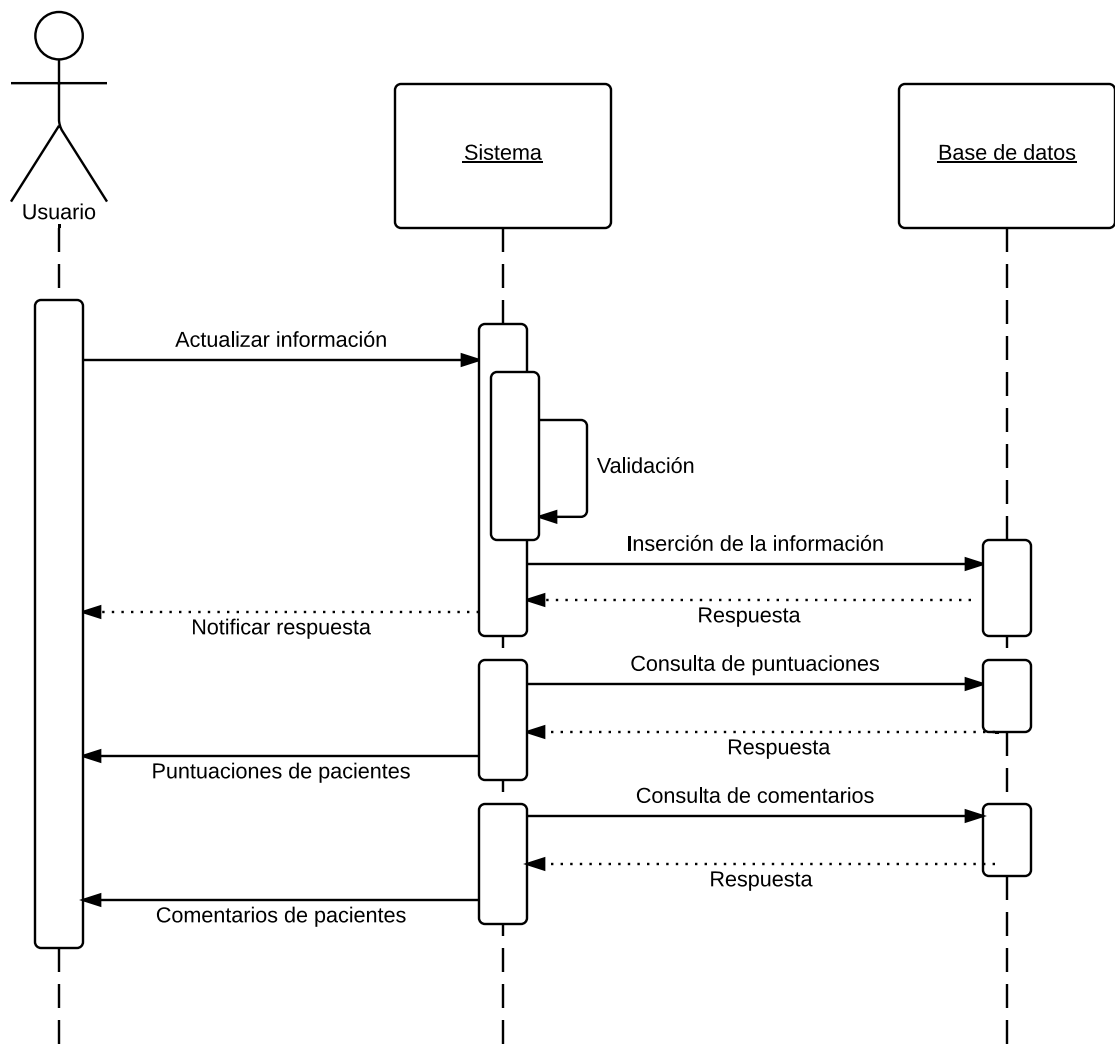 Usuario
Sistema
Base de datos
Actualizar información
Validación
Inserción de la información
Respuesta
Notificar respuesta
Consulta de puntuaciones
Respuesta
Puntuaciones de pacientes
Consulta de comentarios
Respuesta
Comentarios de pacientes